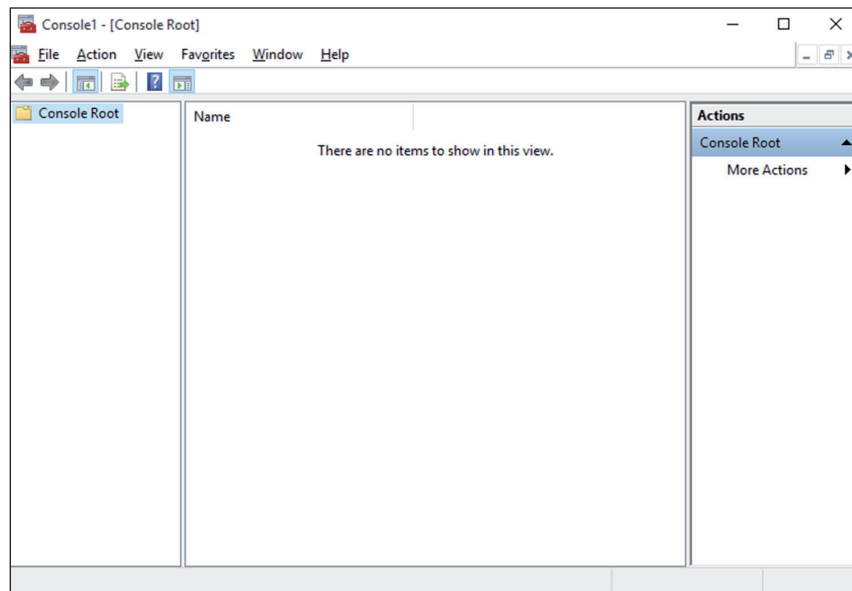 Console1 - [Console Root]
File Action View Favorites Window Help
Console Root
Name
There are no items to show in this view.
Actions
Console Root
More Actions